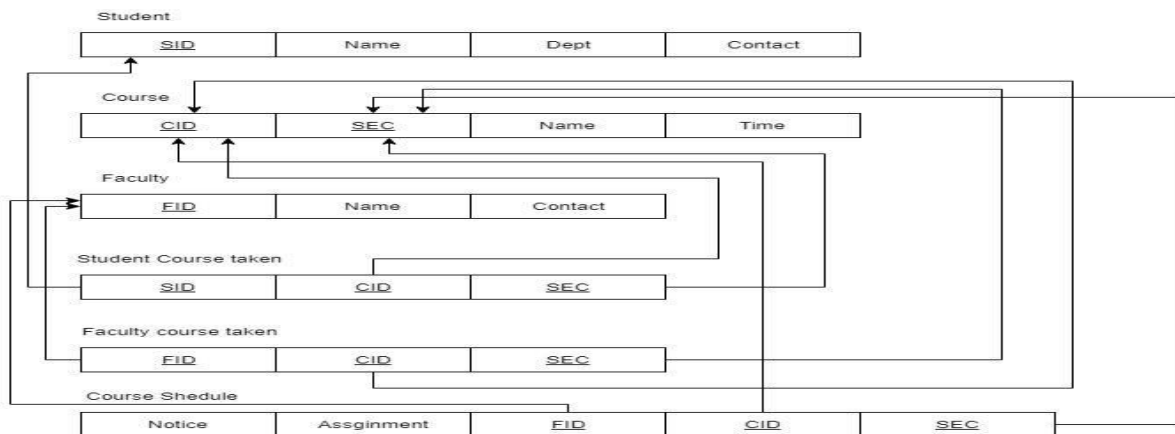 Student
SID Name Dept Contact
Course
CID SEC Name Time
Faculty
FID Name Contact
Student Course taken
SID CID SEC
Faculty course taken
FID CID SEC
Course Shedule
Notice Assginment FID CID SEC